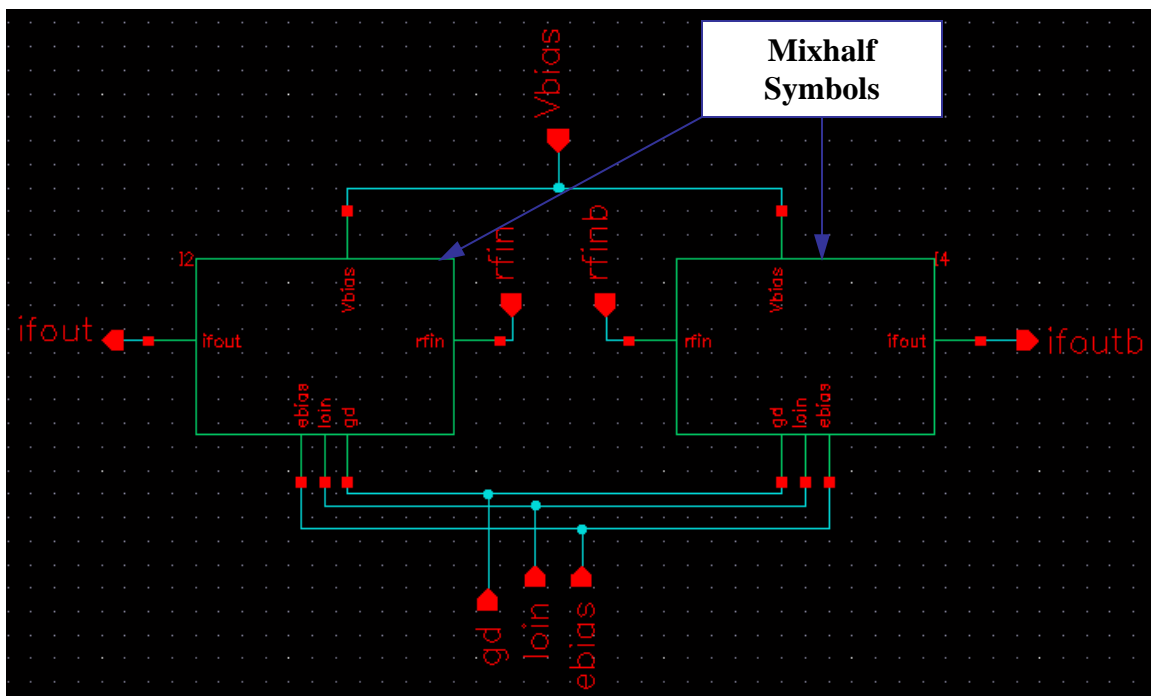 Mixhalf
Symbols
Vbias
I2
Vbias
ifout
rfin
ebias
loin
gd
ifout
rfin
rfinb
I4
Vbias
rfin
ifout
gd
loin
ebias
ifoutb
gd
loin
ebias